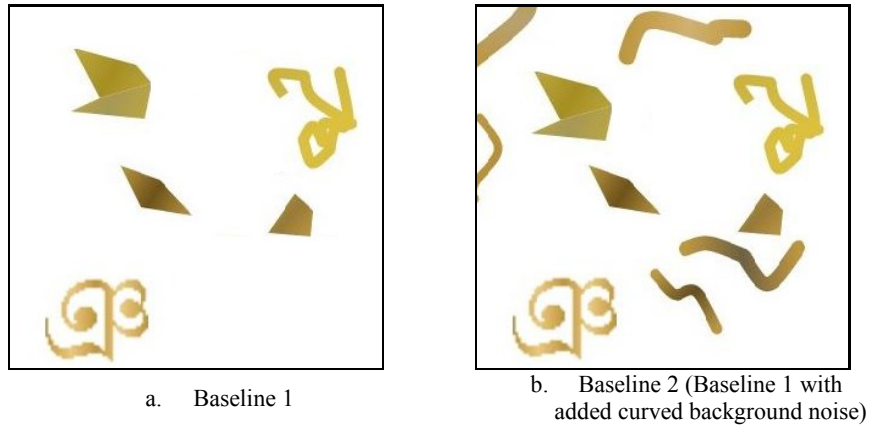 a. Baseline 1
b. Baseline 2 (Baseline 1 with
added curved background noise)